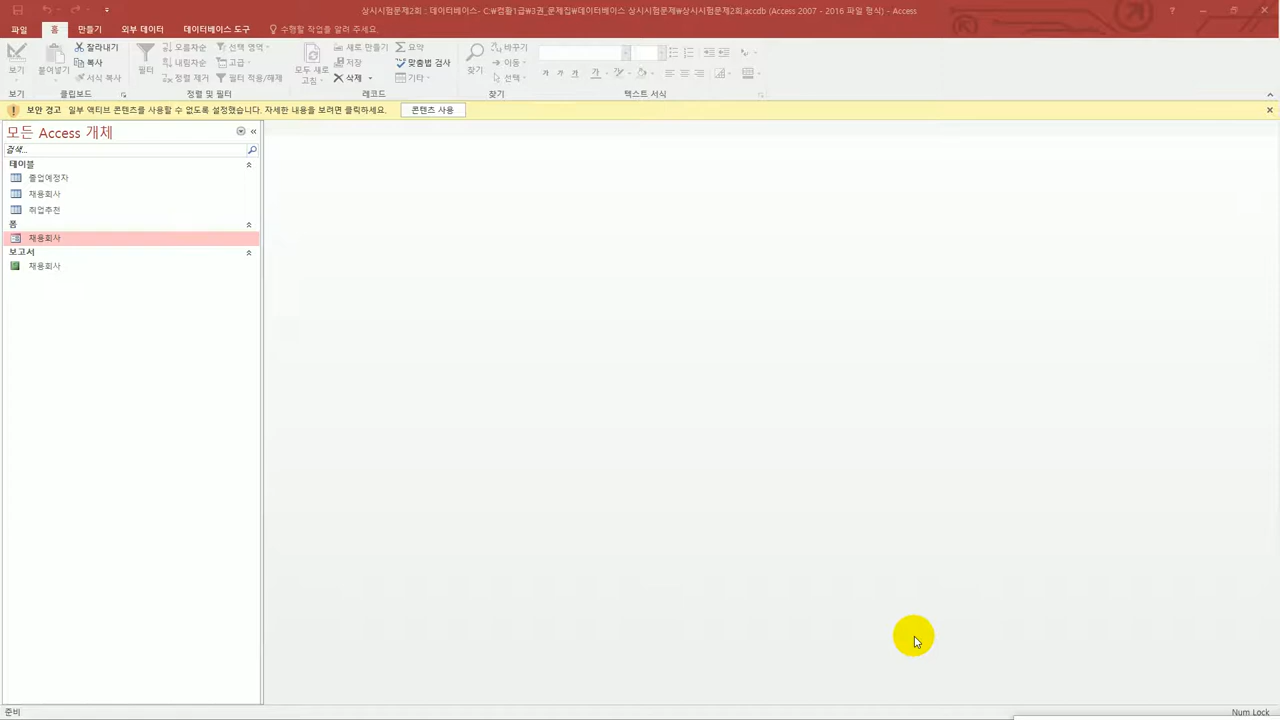 상시시험문제2회 : 데이터베이스- C:₩컴활1급₩3권_문제집₩데이터베이스 상시시험문제₩상시시험문제2회.accdb (Access 2007 - 2016 파일 형식) - Access
파일 홈 만들기 외부 데이터 데이터베이스 도구 수행할 작업을 알려 주세요.
잘라내기 오름차순 선택 영역 새로 만들기 요약 바꾸기
보기 붙여넣기 복사 필터 내림차순 고급 모두 새로 고침 저장 맞춤법 검사 찾기 이동
서식 복사 정렬 제거 필터 적용/해제 삭제 기타 선택
보기 클립보드 정렬 및 필터 레코드 찾기 텍스트 서식
보안 경고 일부 액티브 콘텐츠를 사용할 수 없도록 설정했습니다. 자세한 내용을 보려면 클릭하세요. 콘텐츠 사용
모든 Access 개체
검색...
테이블
졸업예정자
채용회사
취업추천
폼
채용회사
보고서
채용회사
준비
Num Lock